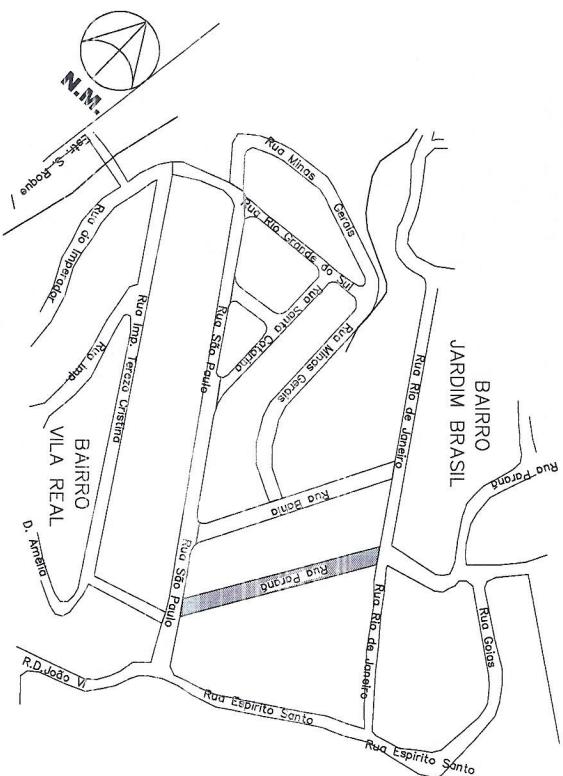 N.M.
Estr. S. Roque /
Rua do Imperador
Rua Imp.
Rua Imp. Tereza Cristina
BAIRRO
VILA REAL
D. Amélia
R.D.João VI
Rua Minas
Gerais
Rua Rio Grande do Sul
Rua Santa
Catarina
Rua Minas Gerais
Rua São Paulo
Rua Bahia
Rua São Paulo
Rua Paraná
Rua Espirito Santo
Rua Rio de Janeiro
BAIRRO
JARDIM BRASIL
Rua Paraná
Rua Goias
Rua Rio de Janeiro
Rua Espirito Santo